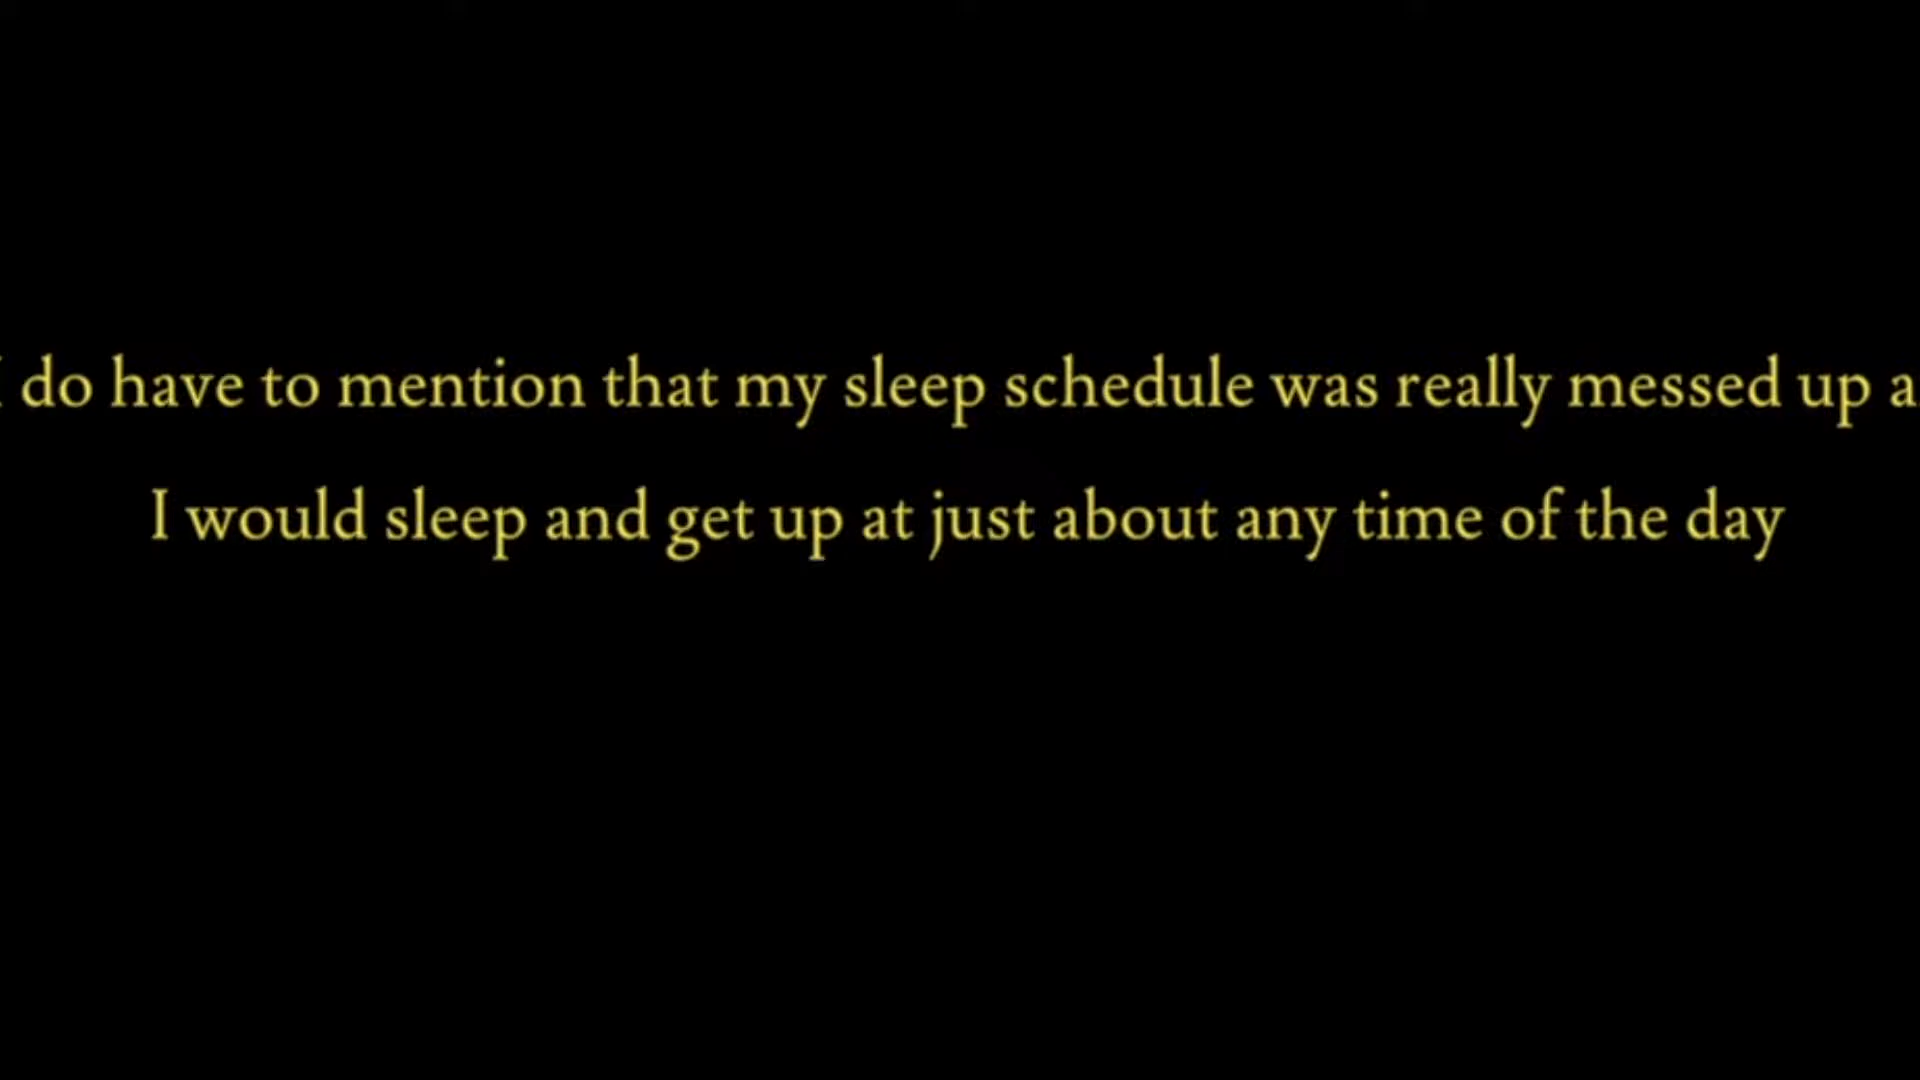 I do have to mention that my sleep schedule was really messed up a
I would sleep and get up at just about any time of the day